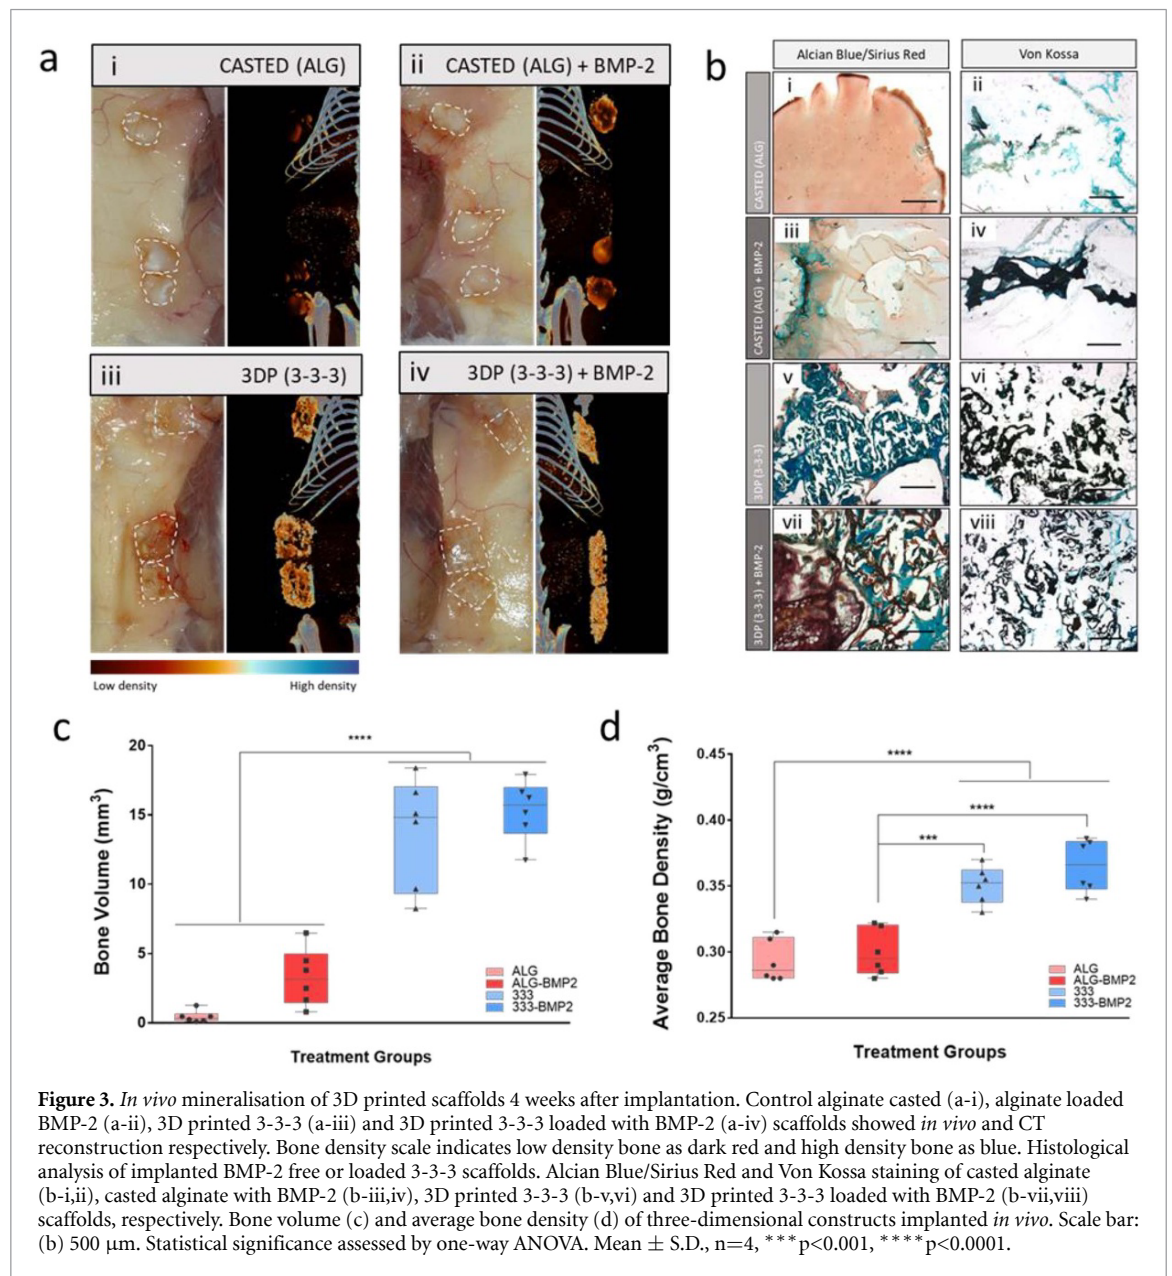 a
i
CASTED (ALG)
ii
CASTED (ALG) + BMP-2
iii
3DP (3-3-3)
iv
3DP (3-3-3) + BMP-2
Low density
High density
b
Alcian Blue/Sirius Red
Von Kossa
CASTED (ALG)
i
ii
CASTED (ALG) + BMP-2
iii
iv
3DP (3-3-3)
v
vi
3DP (3-3-3) + BMP-2
vii
viii
c
Bone Volume (mm³)
20
15
10
5
0
****
ALG
ALG-BMP2
333
333-BMP2
Treatment Groups
d
Average Bone Density (g/cm³)
0.45
0.40
0.35
0.30
0.25
****
****
***
ALG
ALG-BMP2
333
333-BMP2
Treatment Groups
Figure 3. In vivo mineralisation of 3D printed scaffolds 4 weeks after implantation. Control alginate casted (a-i), alginate loaded
BMP-2 (a-ii), 3D printed 3-3-3 (a-iii) and 3D printed 3-3-3 loaded with BMP-2 (a-iv) scaffolds showed in vivo and CT
reconstruction respectively. Bone density scale indicates low density bone as dark red and high density bone as blue. Histological
analysis of implanted BMP-2 free or loaded 3-3-3 scaffolds. Alcian Blue/Sirius Red and Von Kossa staining of casted alginate
(b-i,ii), casted alginate with BMP-2 (b-iii,iv), 3D printed 3-3-3 (b-v,vi) and 3D printed 3-3-3 loaded with BMP-2 (b-vii,viii)
scaffolds, respectively. Bone volume (c) and average bone density (d) of three-dimensional constructs implanted in vivo. Scale bar:
(b) 500 μm. Statistical significance assessed by one-way ANOVA. Mean ± S.D., n=4, ***p<0.001, ****p<0.0001.